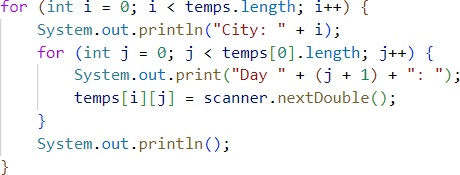 for (int i = 0; i < temps.length; i++) {
    System.out.println("City: " + i);
    for (int j = 0; j < temps[0].length; j++) {
        System.out.print("Day " + (j + 1) + ": ");
        temps[i][j] = scanner.nextDouble();
    }
    System.out.println();
}